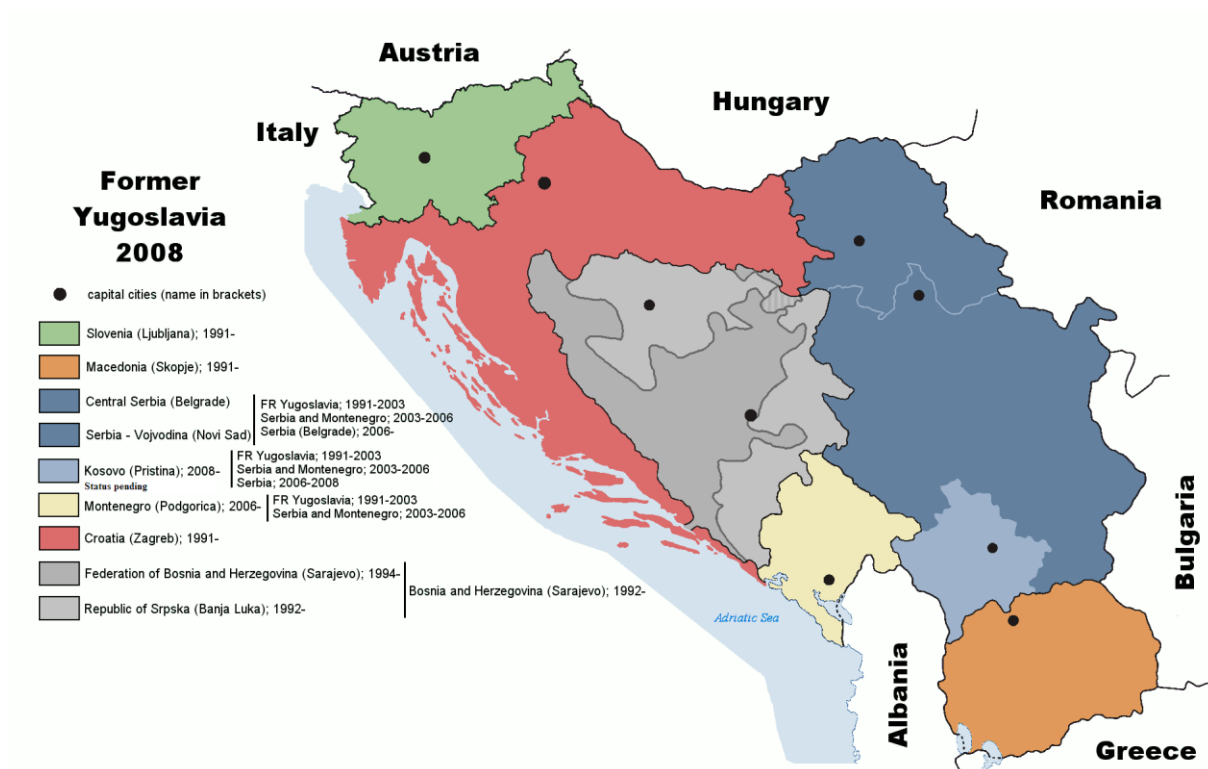 Austria
Hungary
Italy
Romania
Former
Yugoslavia
2008
capital cities (name in brackets)
Slovenia (Ljubljana); 1991-
Macedonia (Skopje); 1991-
Central Serbia (Belgrade)
Serbia - Vojvodina (Novi Sad)
FR Yugoslavia; 1991-2003
Serbia and Montenegro; 2003-2006
Serbia (Belgrade); 2006-
Kosovo (Pristina); 2008-
Status pending
FR Yugoslavia; 1991-2003
Serbia and Montenegro; 2003-2006
Serbia; 2006-2008
Montenegro (Podgorica); 2006-
FR Yugoslavia; 1991-2003
Serbia and Montenegro; 2003-2006
Croatia (Zagreb); 1991-
Federation of Bosnia and Herzegovina (Sarajevo); 1994-
Republic of Srpska (Banja Luka); 1992-
Bosnia and Herzegovina (Sarajevo); 1992-
Adriatic Sea
Bulgaria
Albania
Greece